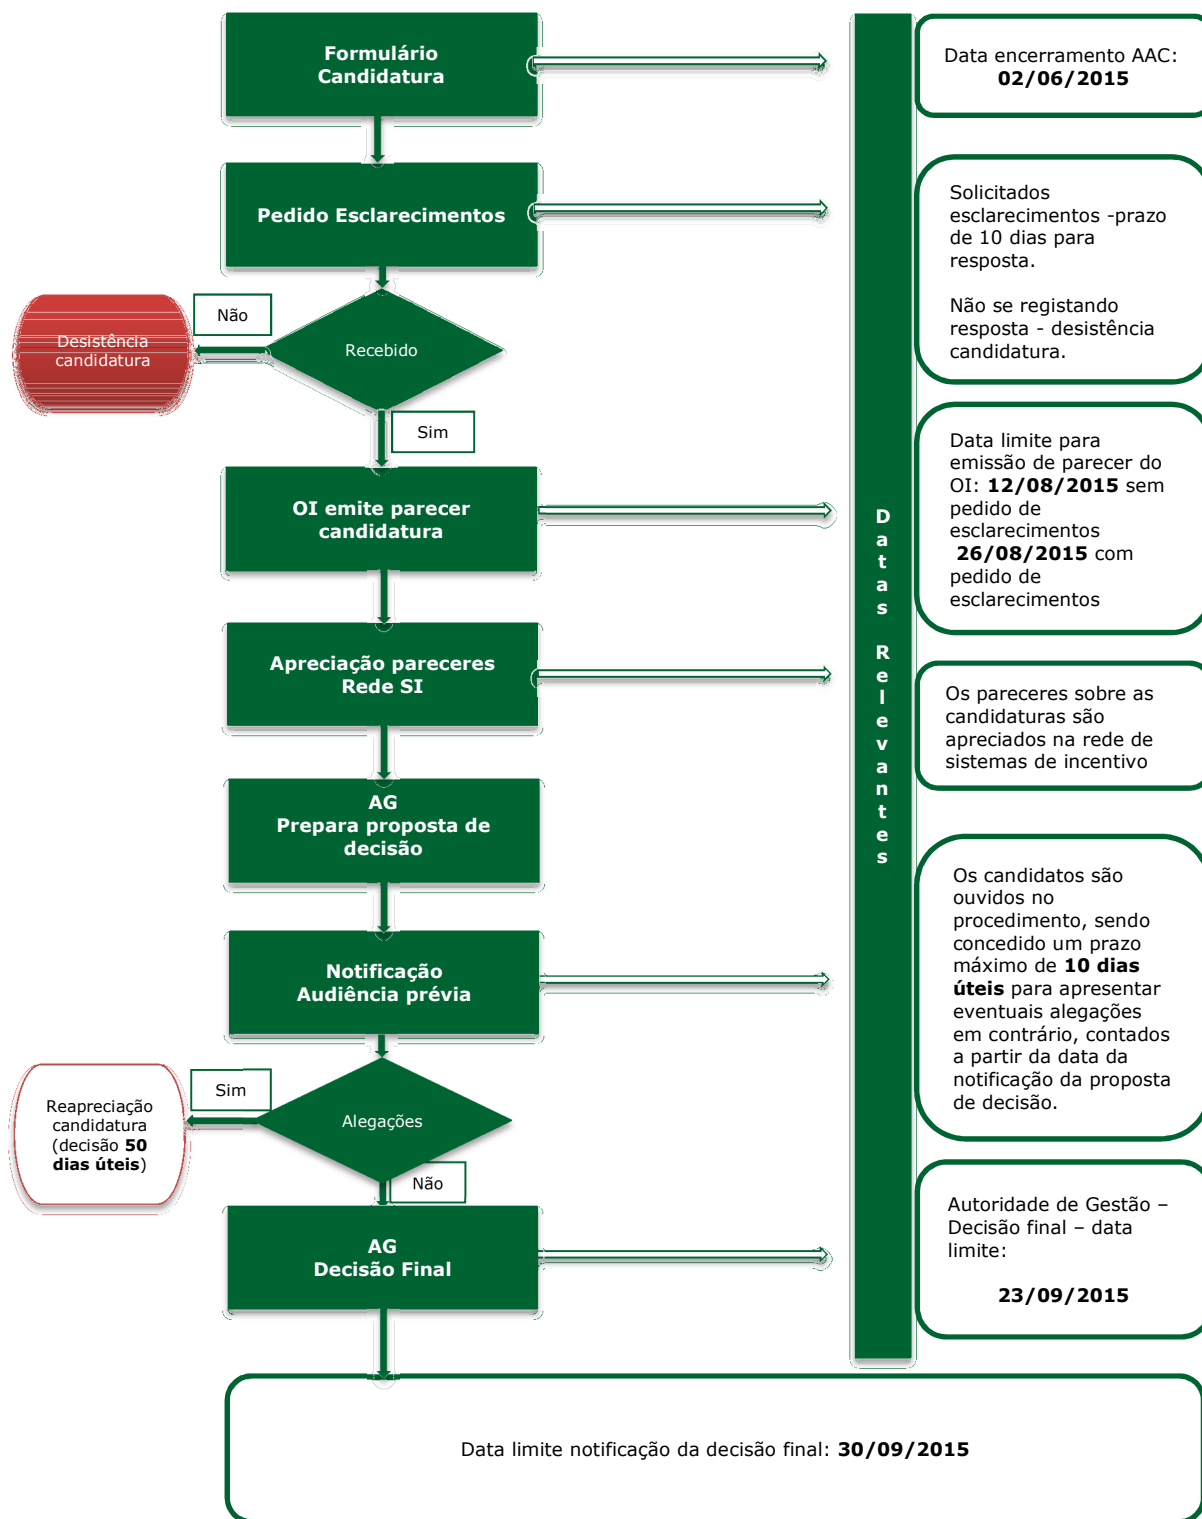 Formulário
Candidatura
Data encerramento AAC:
02/06/2015
Pedido Esclarecimentos
Solicitados
esclarecimentos -prazo
de 10 dias para
resposta.
Não se registando
resposta - desistência
candidatura.
Não
Desistência
candidatura
Recebido
Sim
OI emite parecer
candidatura
Data limite para
emissão de parecer do
OI: 12/08/2015 sem
pedido de
esclarecimentos
26/08/2015 com
pedido de
esclarecimentos
Datas Relevantes
Apreciação pareceres
Rede SI
Os pareceres sobre as
candidaturas são
apreciados na rede de
sistemas de incentivo
AG
Prepara proposta de
decisão
Notificação
Audiência prévia
Os candidatos são
ouvidos no
procedimento, sendo
concedido um prazo
máximo de 10 dias
úteis para apresentar
eventuais alegações
em contrário, contados
a partir da data da
notificação da proposta
de decisão.
Sim
Reapreciação
candidatura
(decisão 50
dias úteis)
Alegações
Não
AG
Decisão Final
Autoridade de Gestão –
Decisão final – data
limite:
23/09/2015
Data limite notificação da decisão final: 30/09/2015